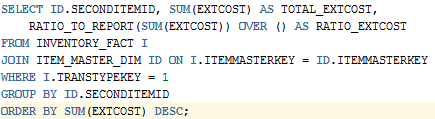 SELECT ID.SECONDITEMID, SUM(EXTCOST) AS TOTAL_EXTCOST,
RATIO_TO_REPORT(SUM(EXTCOST)) OVER () AS RATIO_EXTCOST
FROM INVENTORY_FACT I
JOIN ITEM_MASTER_DIM ID ON I.ITEMMASTERKEY = ID.ITEMMASTERKEY
WHERE I.TRANSTYPEKEY = 1
GROUP BY ID.SECONDITEMID
ORDER BY SUM(EXTCOST) DESC;